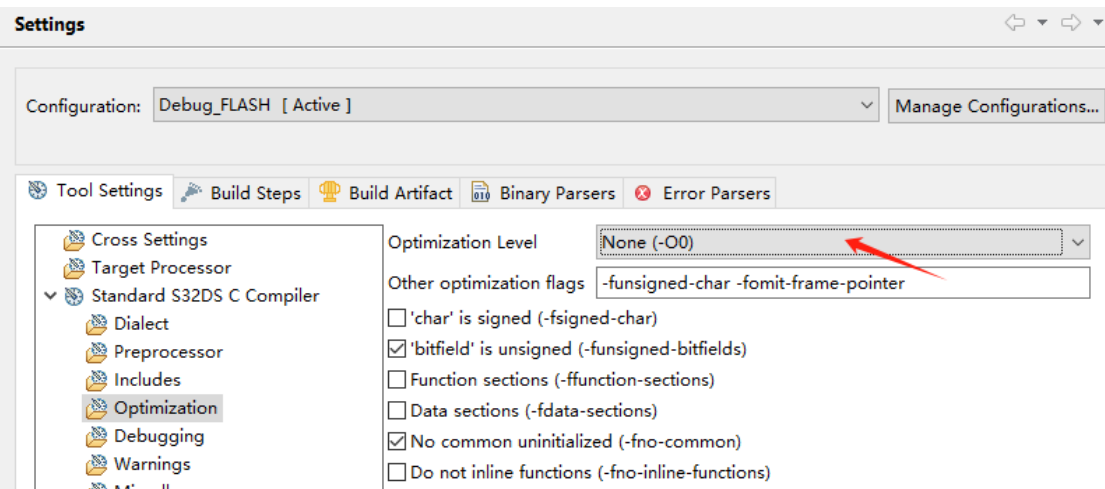 Settings
Configuration: Debug_FLASH [ Active ] Manage Configurations...
Tool Settings Build Steps Build Artifact Binary Parsers Error Parsers
Cross Settings
Target Processor
Standard S32DS C Compiler
Dialect
Preprocessor
Includes
Optimization
Debugging
Warnings
Optimization Level None (-O0)
Other optimization flags -funsigned-char -fomit-frame-pointer
'char' is signed (-fsigned-char)
'bitfield' is unsigned (-funsigned-bitfields)
Function sections (-ffunction-sections)
Data sections (-fdata-sections)
No common uninitialized (-fno-common)
Do not inline functions (-fno-inline-functions)